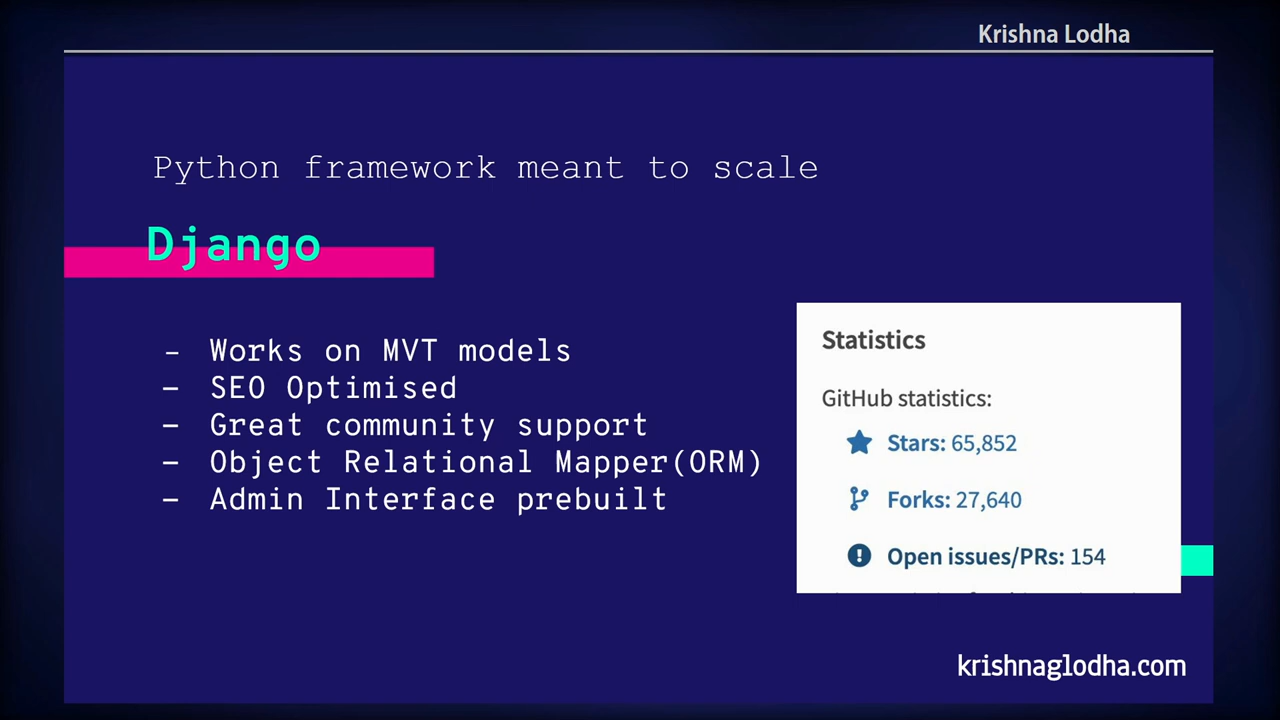 Krishna Lodha
Python framework meant to scale
Django
- Works on MVT models
- SEO Optimised
- Great community support
- Object Relational Mapper(ORM)
- Admin Interface prebuilt
Statistics
GitHub statistics:
Stars: 65,852
Forks: 27,640
Open issues/PRs: 154
krishnaglodha.com